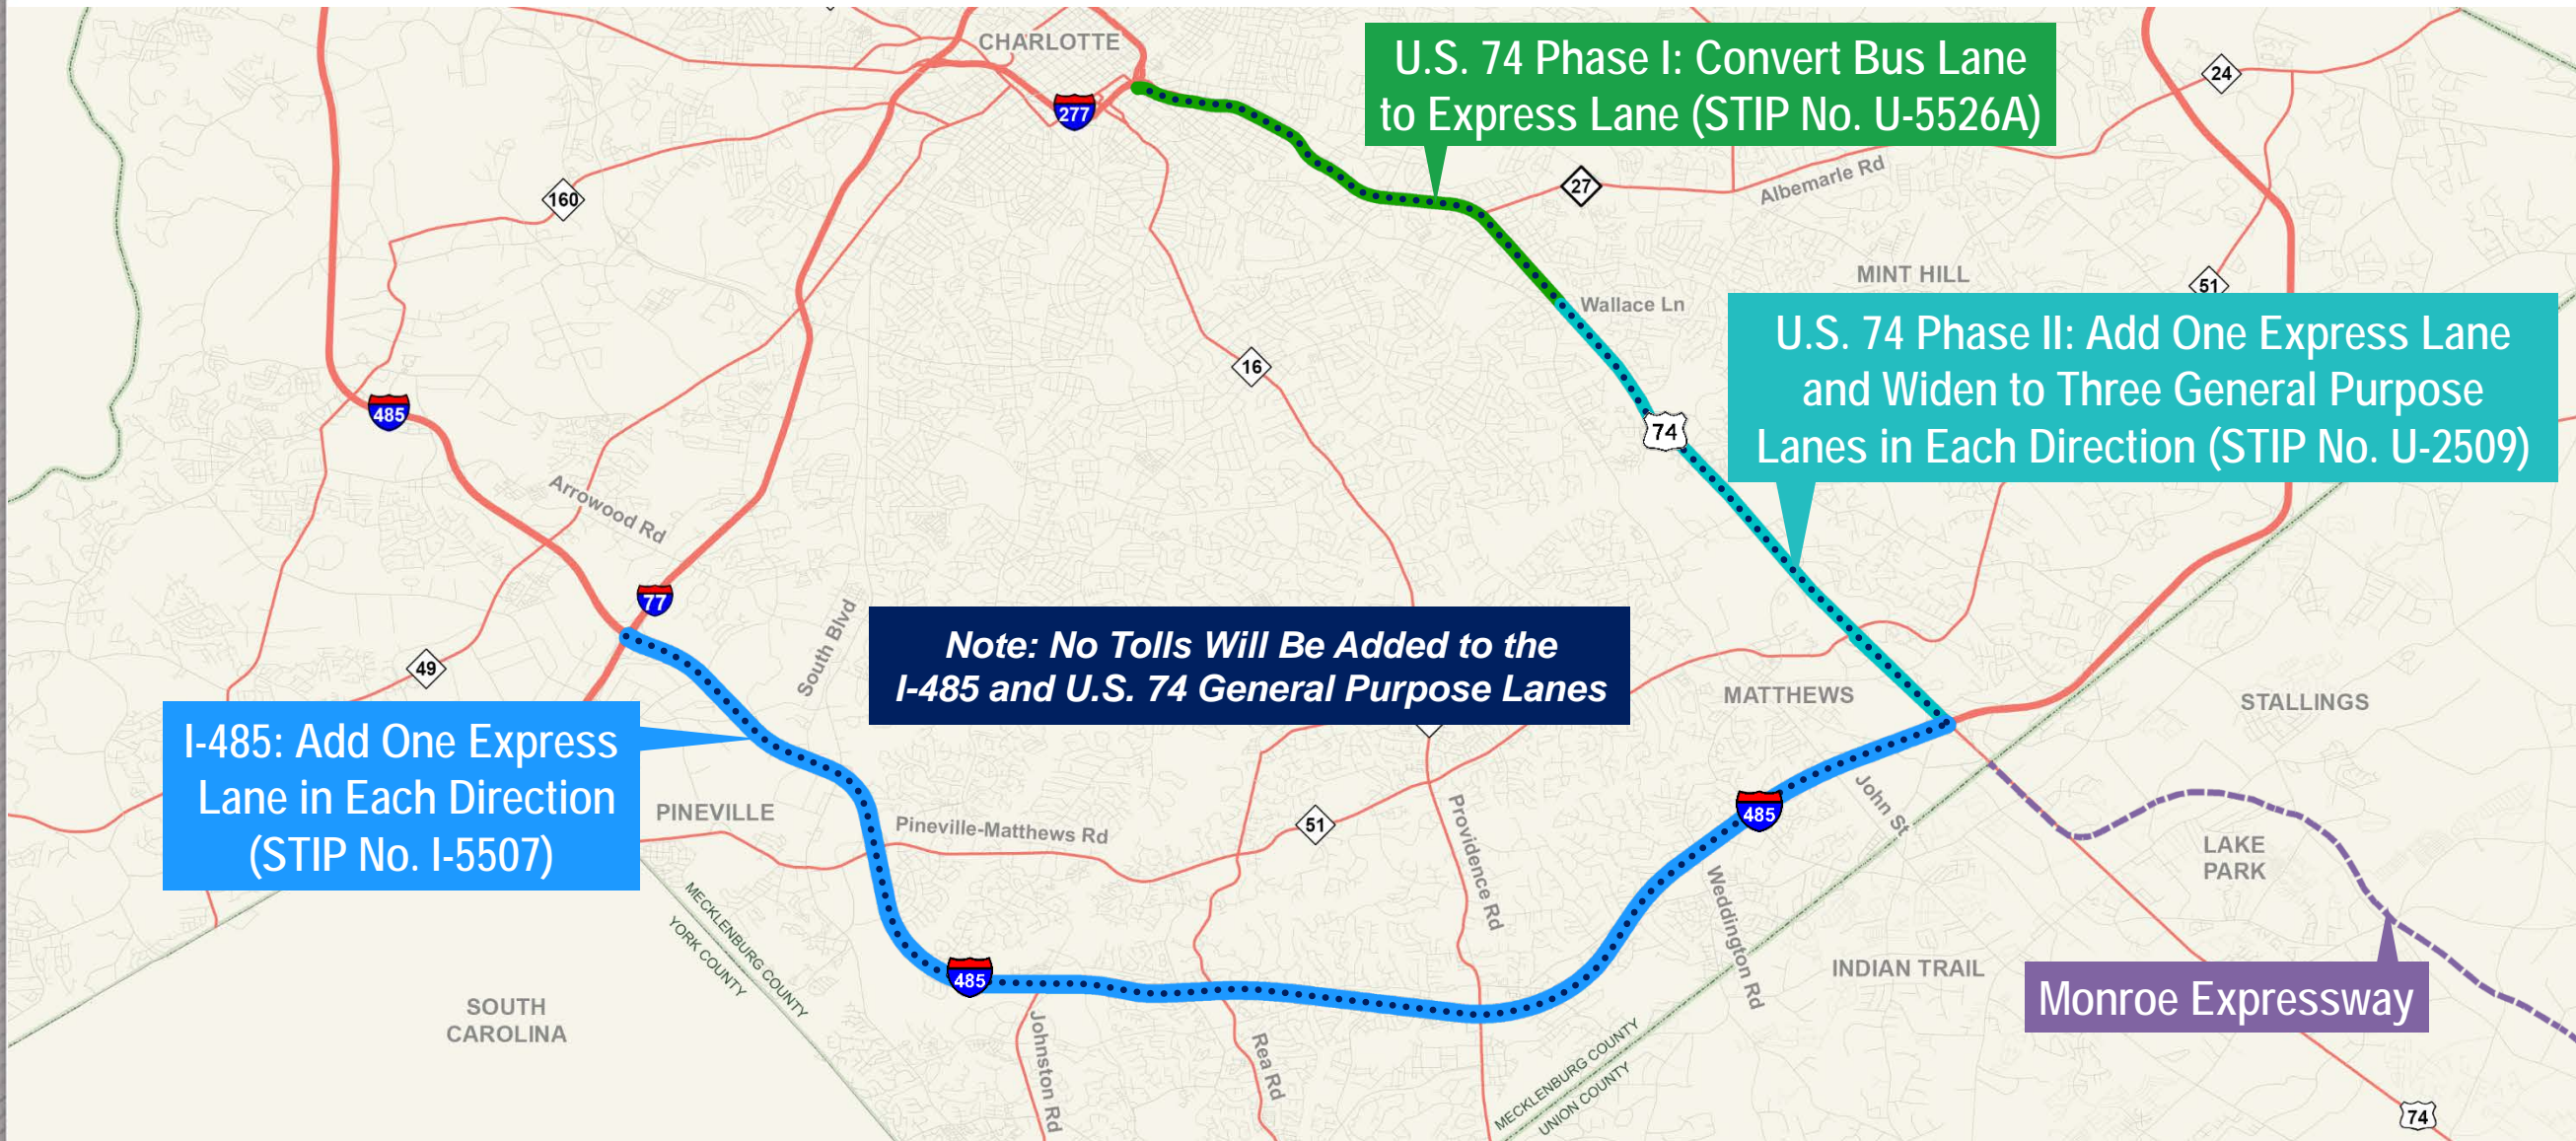 CHARLOTTE
277
U.S. 74 Phase I: Convert Bus Lane
to Express Lane (STIP No. U-5526A)
24
27
Albemarle Rd
160
MINT HILL
51
Wallace Ln
U.S. 74 Phase II: Add One Express Lane
and Widen to Three General Purpose
Lanes in Each Direction (STIP No. U-2509)
16
485
74
Arrowood Rd
77
South Blvd
Note: No Tolls Will Be Added to the
I-485 and U.S. 74 General Purpose Lanes
49
MATTHEWS
STALLINGS
I-485: Add One Express
Lane in Each Direction
(STIP No. I-5507)
PINEVILLE
Pineville-Matthews Rd
51
Providence Rd
485
John St
LAKE
PARK
MECKLENBURG COUNTY
YORK COUNTY
Weddington Rd
485
INDIAN TRAIL
Monroe Expressway
SOUTH
CAROLINA
Johnston Rd
Rea Rd
MECKLENBURG COUNTY
UNION COUNTY
74